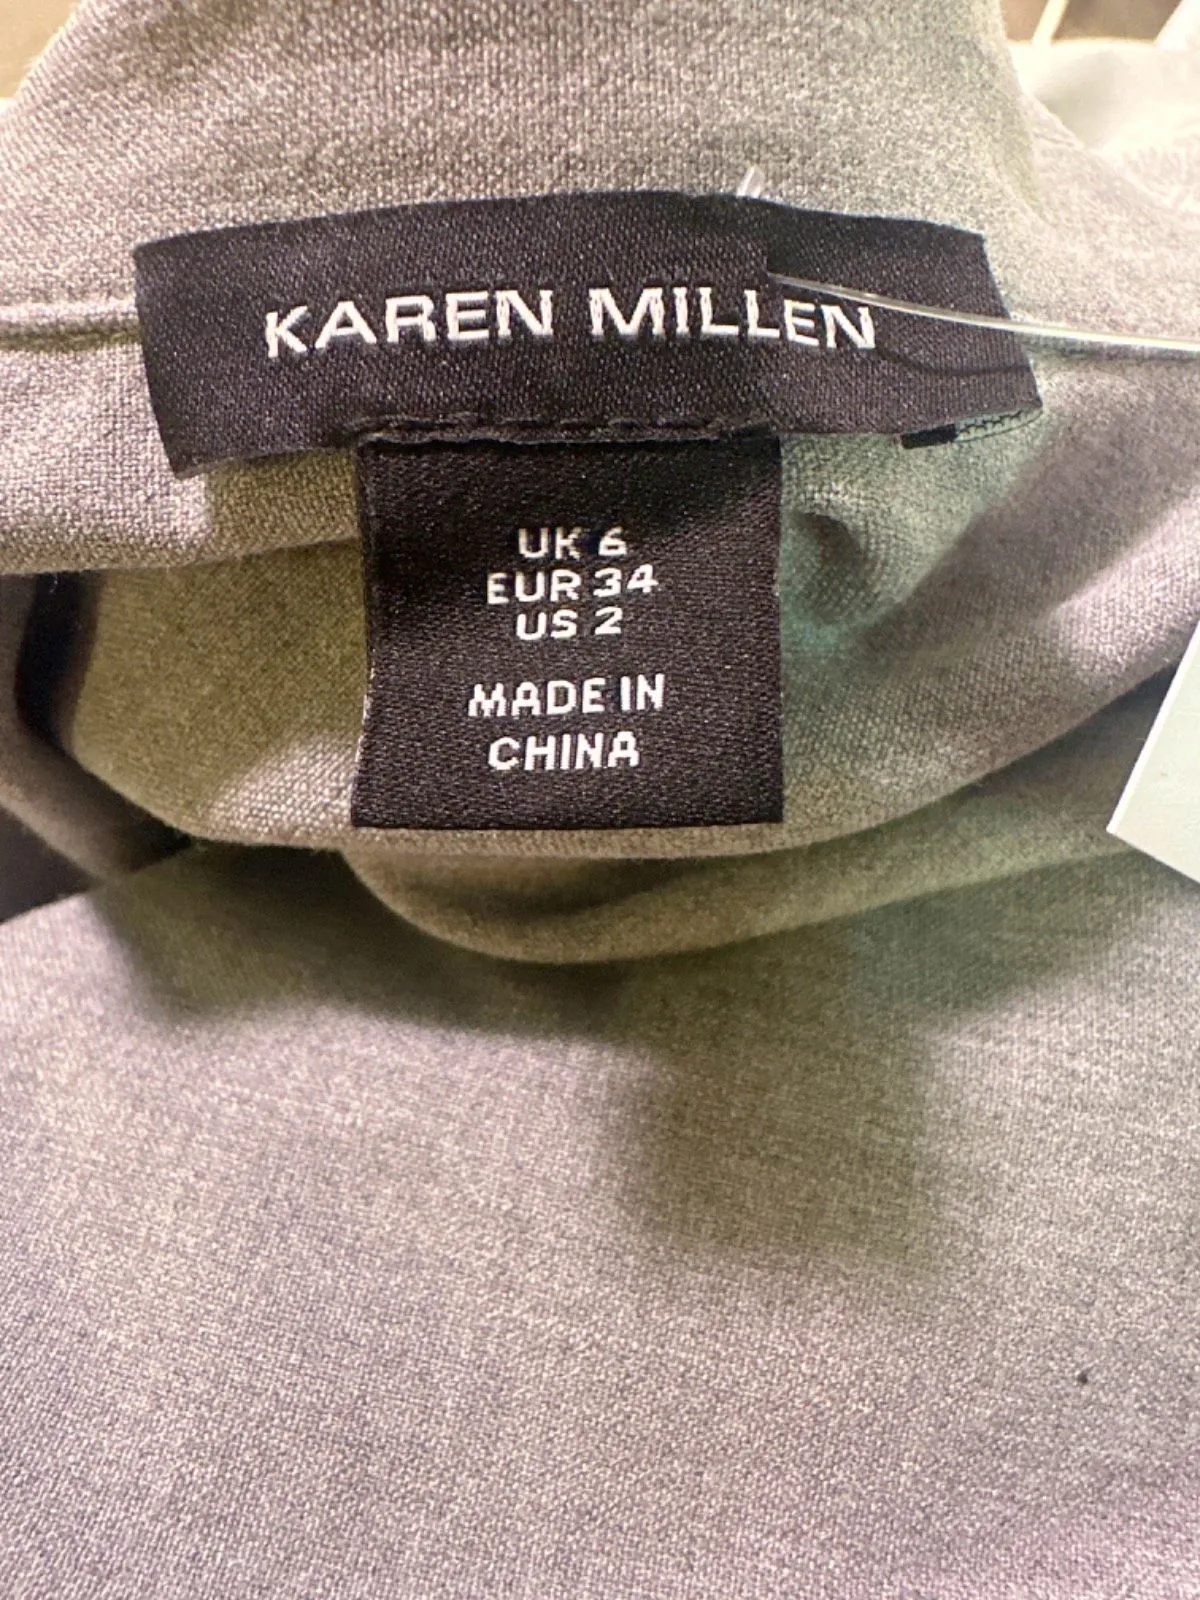 KAREN MILLEN
UK 6
EUR 34
US 2
MADE IN
CHINA